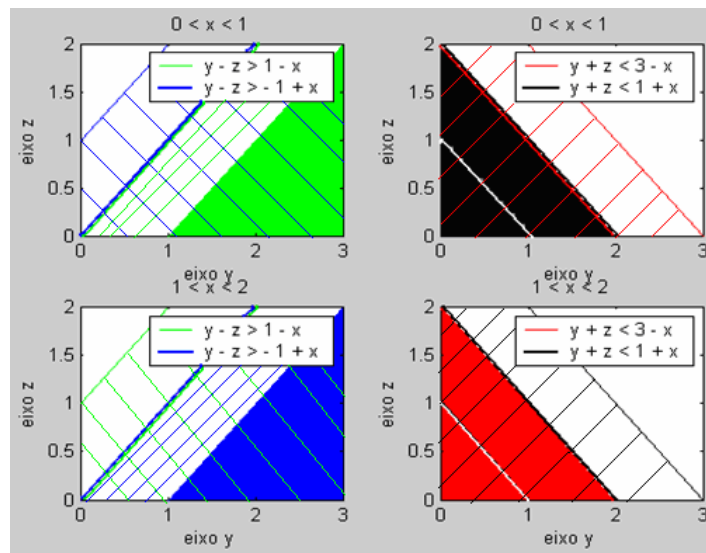 0 < x < 1
2
1.5
1
0.5
0
eixo z
y - z > 1 - x
y - z > - 1 + x
0
1
2
3
eixo y
0 < x < 1
2
1.5
1
0.5
0
eixo z
y + z < 3 - x
y + z < 1 + x
0
1
2
3
eixo y
1 < x < 2
2
1.5
1
0.5
0
eixo z
y - z > 1 - x
y - z > - 1 + x
0
1
2
3
eixo y
1 < x < 2
2
1.5
1
0.5
0
eixo z
y + z < 3 - x
y + z < 1 + x
0
1
2
3
eixo y